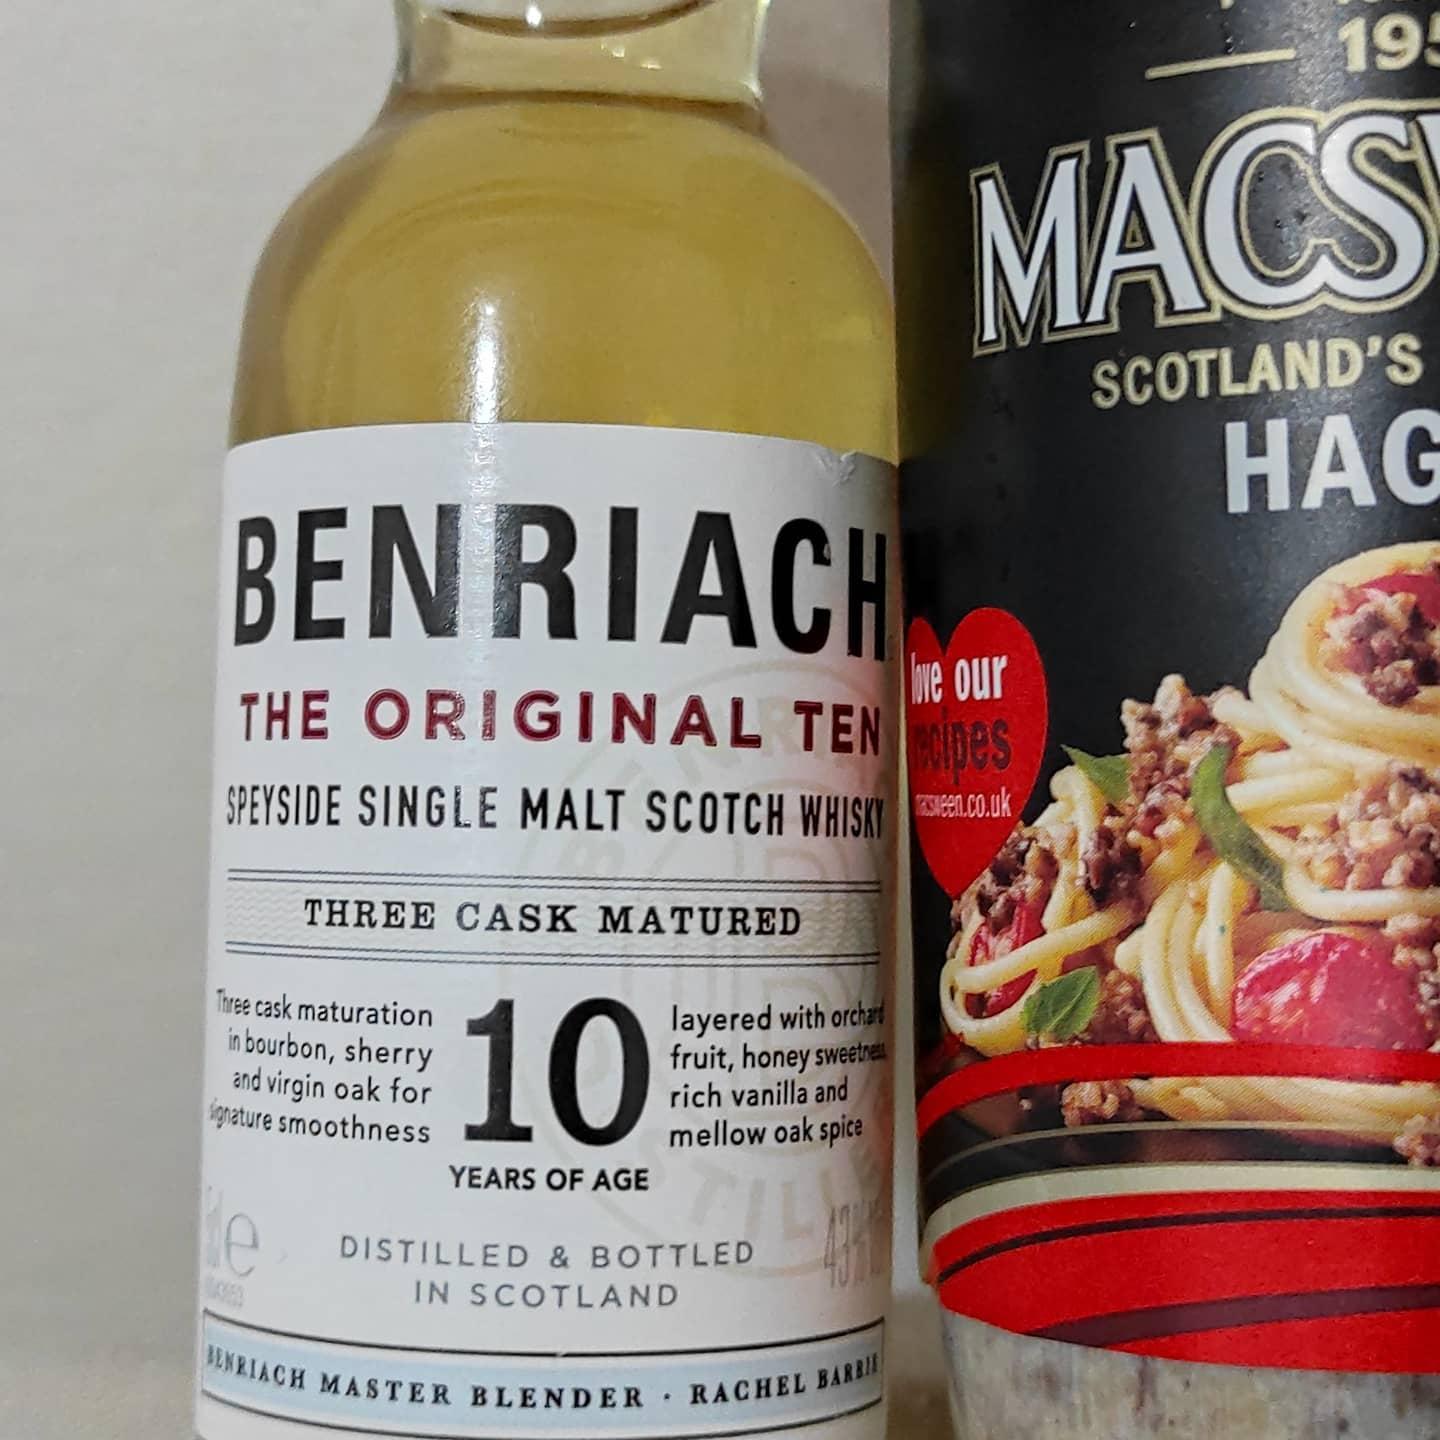 BENRIACH
THE ORIGINAL TEN
SPEYSIDE SINGLE MALT SCOTCH WHISKY
THREE CASK MATURED
Three cask maturation
in bourbon, sherry
and virgin oak for
signature smoothness
10
YEARS OF AGE
layered with orchard
fruit, honey sweetness,
rich vanilla and
mellow oak spice
5cl e
43%
DISTILLED & BOTTLED
IN SCOTLAND
BENRIACH MASTER BLENDER · RACHEL BARRIE
195
MACSW
SCOTLAND'S
HAG
love our
recipes
macsween.co.uk